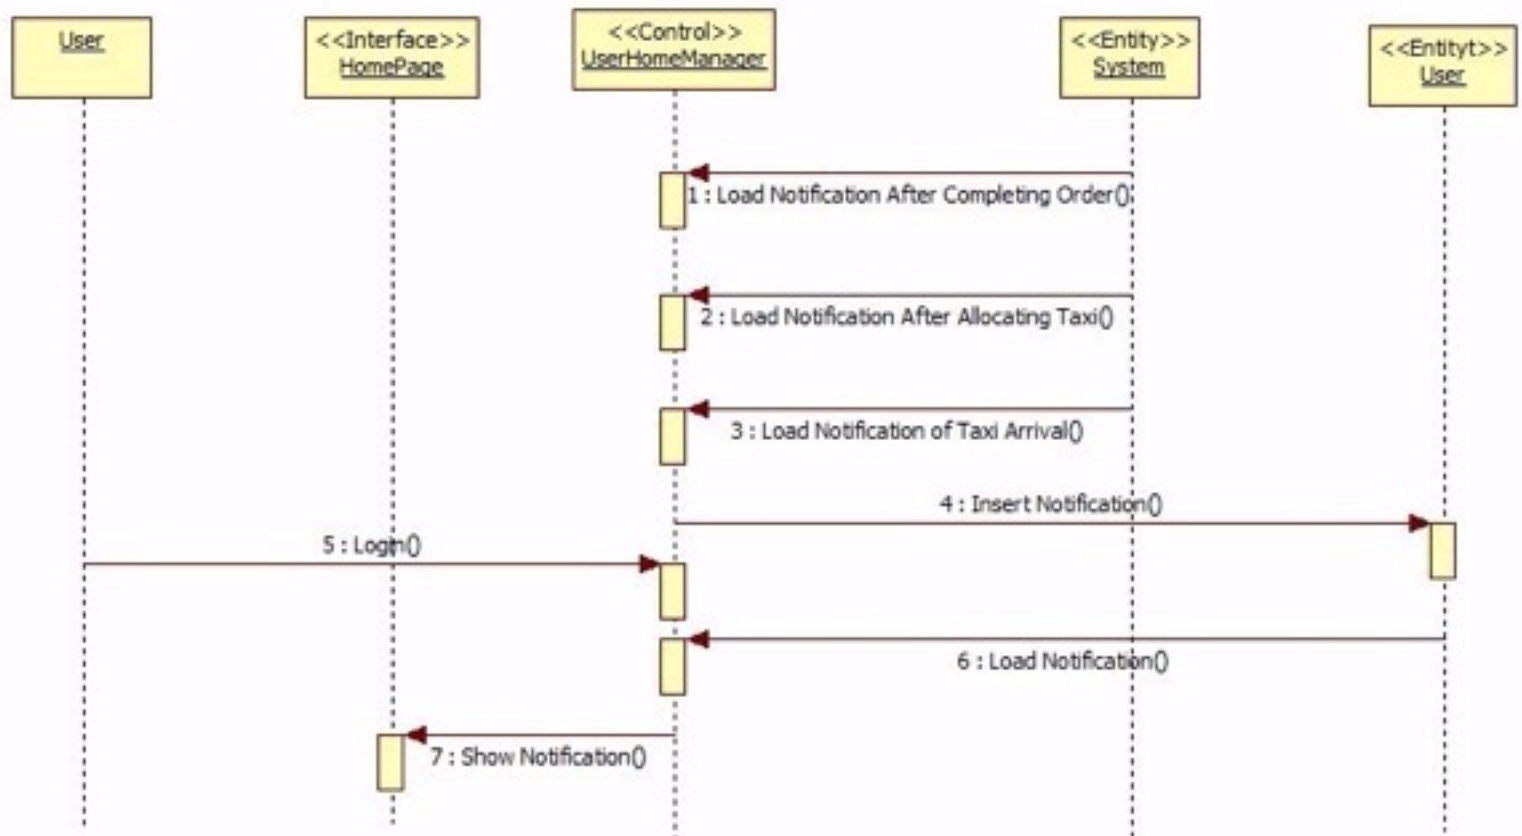 User
<<Interface>>
HomePage
<<Control>>
UserHomeManager
<<Entity>>
System
<<Entityt>>
User
1 : Load Notification After Completing Order()
2 : Load Notification After Allocating Taxi()
3 : Load Notification of Taxi Arrival()
4 : Insert Notification()
5 : Login()
6 : Load Notification()
7 : Show Notification()